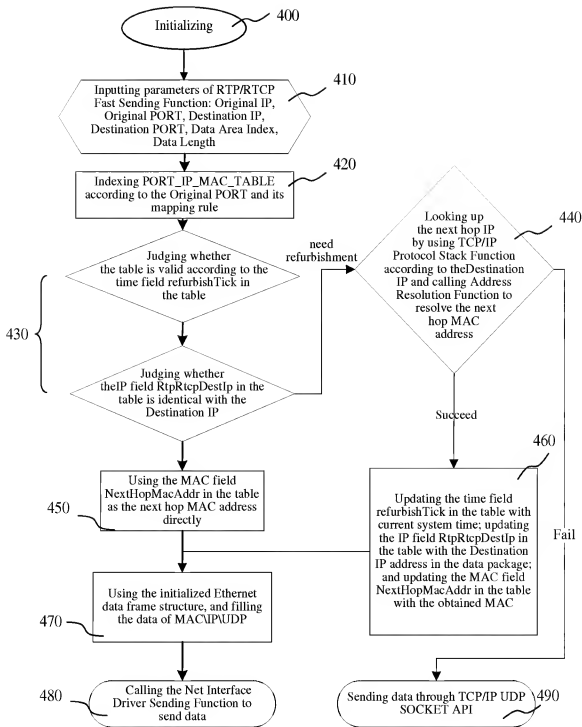 Initializing
400
Inputting parameters of RTP/RTCP
Fast Sending Function: Original IP,
Original PORT, Destination IP,
Destination PORT, Data Area Index,
Data Length
410
Indexing PORT_IP_MAC_TABLE
according to the Original PORT and its
mapping rule
420
Judging whether
the table is valid according to the
time field refurbishTick in
the table
need
refurbishment
430
Judging whether
theIP field RtpRtcpDestIp in the
table is identical with the
Destination IP
Looking up
the next hop IP
by using TCP/IP
Protocol Stack Function
according to theDestination
IP and calling Address
Resolution Function to
resolve the next
hop MAC
address
440
Succeed
Fail
Using the MAC field
NextHopMacAddr in the table
as the next hop MAC address
directly
450
Updating the time field
refurbishTick in the table with
current system time; updating
the IP field RtpRtcpDestIp in
the table with the Destination
IP address in the data package;
and updating the MAC field
NextHopMacAddr in the table
with the obtained MAC
460
Using the initialized Ethernet
data frame structure, and filling
the data of MAC\IP\UDP
470
Calling the Net Interface
Driver Sending Function to
send data
480
Sending data through TCP/IP UDP
SOCKET API
490